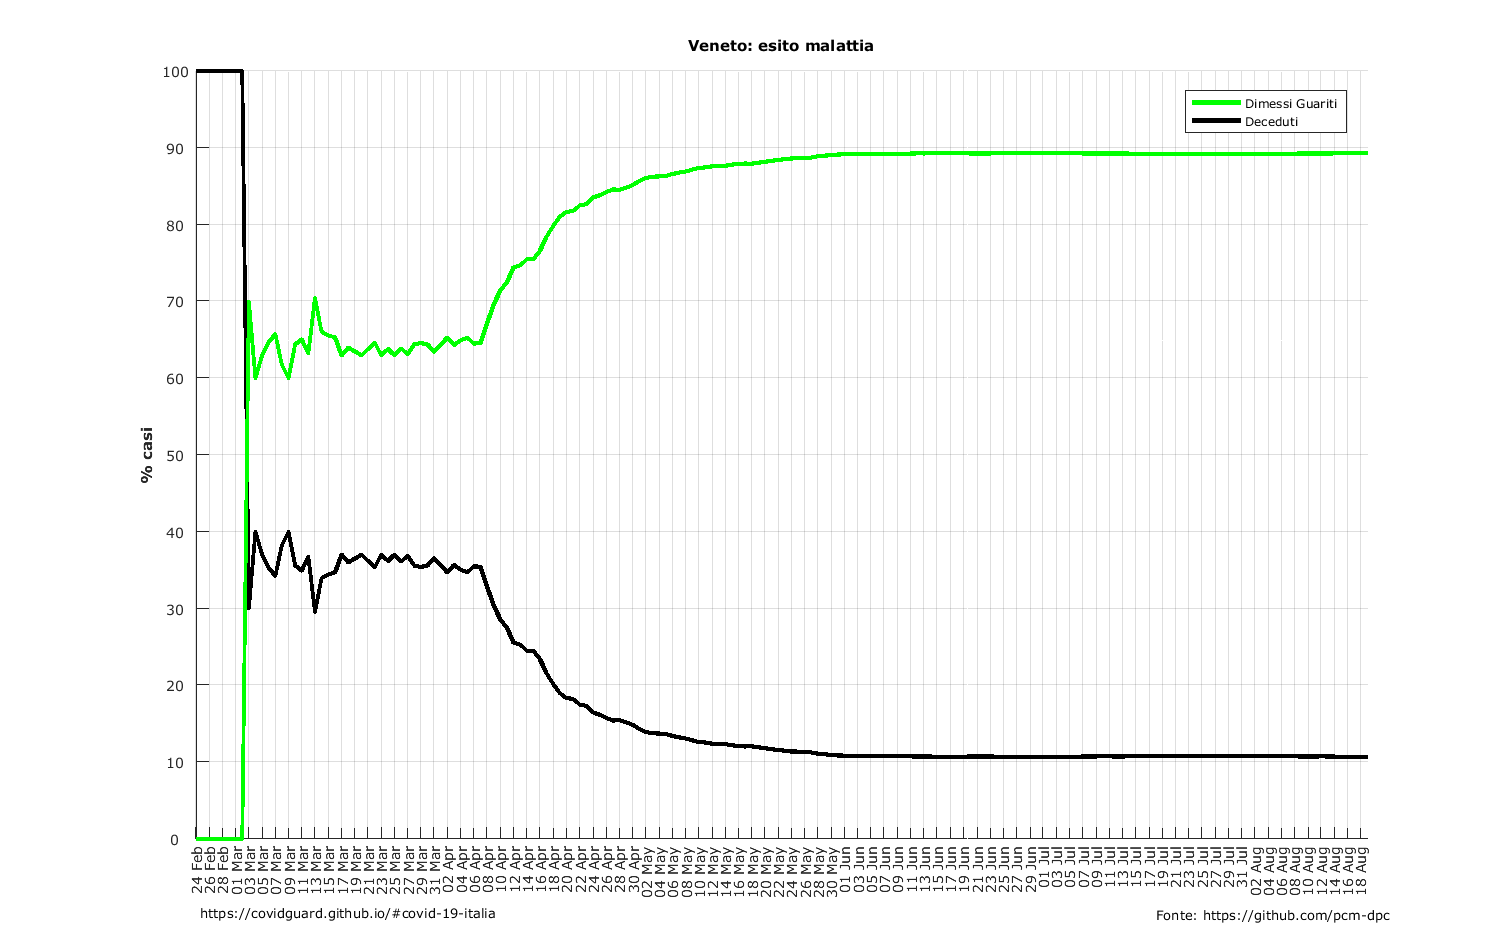 Veneto: esito malattia
Dimessi Guariti
Deceduti
% casi
100
90
80
70
60
50
40
30
20
10
0
24 Feb
26 Feb
28 Feb
01 Mar
03 Mar
05 Mar
07 Mar
09 Mar
11 Mar
13 Mar
15 Mar
17 Mar
19 Mar
21 Mar
23 Mar
25 Mar
27 Mar
29 Mar
31 Mar
02 Apr
04 Apr
06 Apr
08 Apr
10 Apr
12 Apr
14 Apr
16 Apr
18 Apr
20 Apr
22 Apr
24 Apr
26 Apr
28 Apr
30 Apr
02 May
04 May
06 May
08 May
10 May
12 May
14 May
16 May
18 May
20 May
22 May
24 May
26 May
28 May
30 May
01 Jun
03 Jun
05 Jun
07 Jun
09 Jun
11 Jun
13 Jun
15 Jun
17 Jun
19 Jun
21 Jun
23 Jun
25 Jun
27 Jun
29 Jun
01 Jul
03 Jul
05 Jul
07 Jul
09 Jul
11 Jul
13 Jul
15 Jul
17 Jul
19 Jul
21 Jul
23 Jul
25 Jul
27 Jul
29 Jul
31 Jul
02 Aug
04 Aug
06 Aug
08 Aug
10 Aug
12 Aug
14 Aug
16 Aug
18 Aug
https://covidguard.github.io/#covid-19-italia
Fonte: https://github.com/pcm-dpc